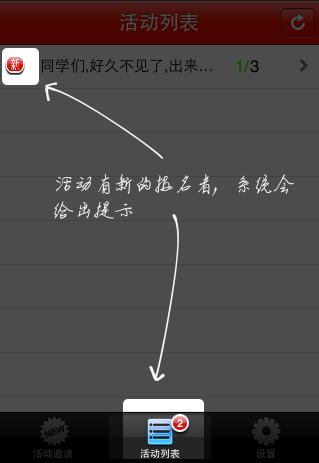 活动列表
新
同学们,好久不见了,出来... 1/3
活动有新的报名者, 系统会
给出提示
NEW
2
活动邀请
活动列表
设置